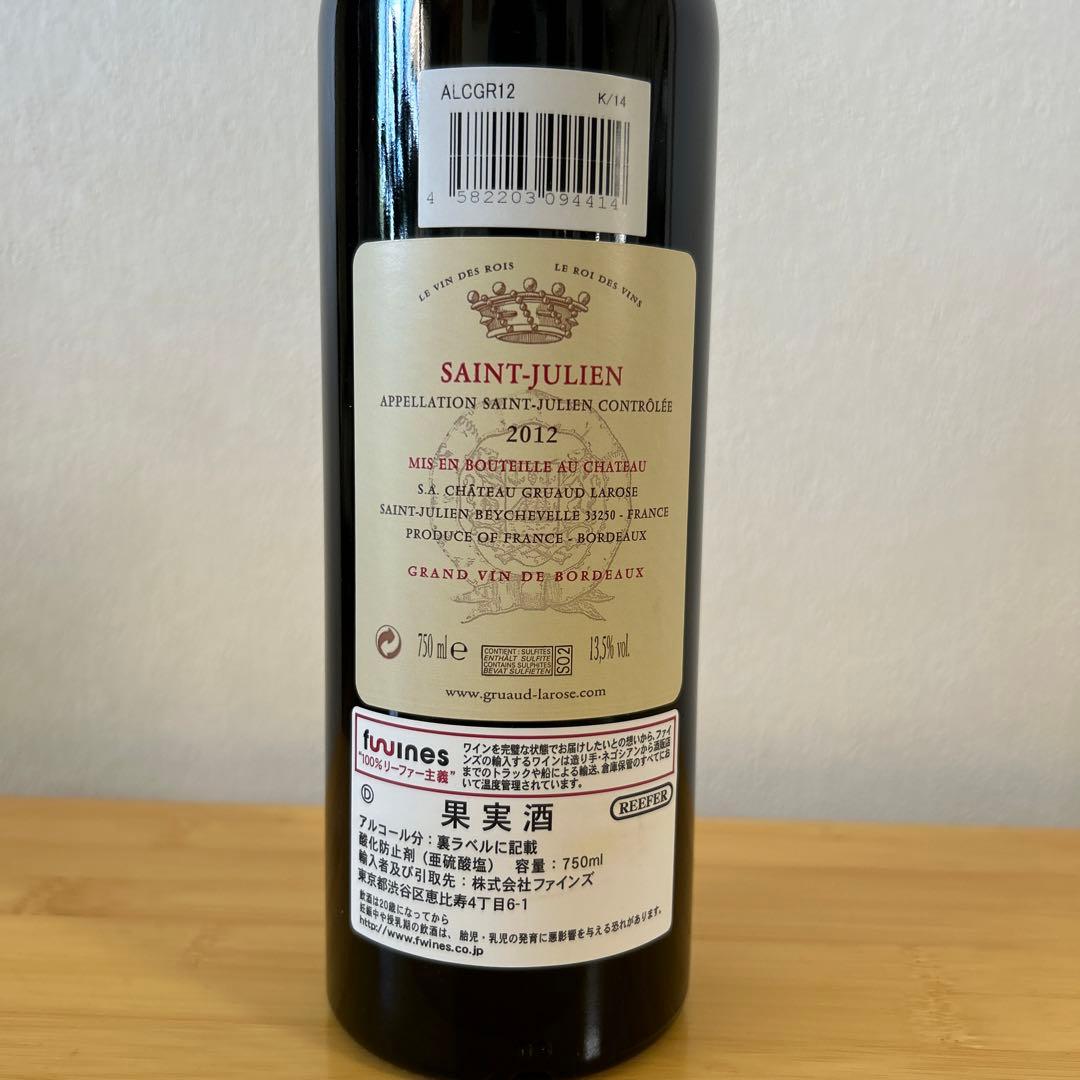 ALCGR12
K/14
4 582203 094414
LE VIN DES ROIS LE ROI DES VINS
SAINT-JULIEN
APPELLATION SAINT-JULIEN CONTRÔLÉE
2012
MIS EN BOUTEILLE AU CHATEAU
S.A. CHÂTEAU GRUAUD LAROSE
SAINT-JULIEN BEYCHEVELLE 33250 - FRANCE
PRODUCE OF FRANCE - BORDEAUX
GRAND VIN DE BORDEAUX
750 ml e
CONTIENT : SULFITES
ENTHÄLT SULFITE
CONTAINS SULPHITES
BEVAT SULFIETEN
SO2
13,5% vol.
www.gruaud-larose.com
fwines
"100%リーファー主義"
ワインを完璧な状態でお届けしたいとの想いから、ファイ
ンズの輸入するワインは造り手・ネゴシアンから酒販店
までのトラックや船による輸送、倉庫保管のすべてにお
いて温度管理されています。
D
果実酒
REEFER
アルコール分：裏ラベルに記載
酸化防止剤（亜硫酸塩） 容量：750ml
輸入者及び引取先：株式会社ファインズ
東京都渋谷区恵比寿4丁目6-1
飲酒は20歳になってから
妊娠中や授乳期の飲酒は、胎児・乳児の発育に悪影響を与える恐れがあります。
http://www.fwines.co.jp